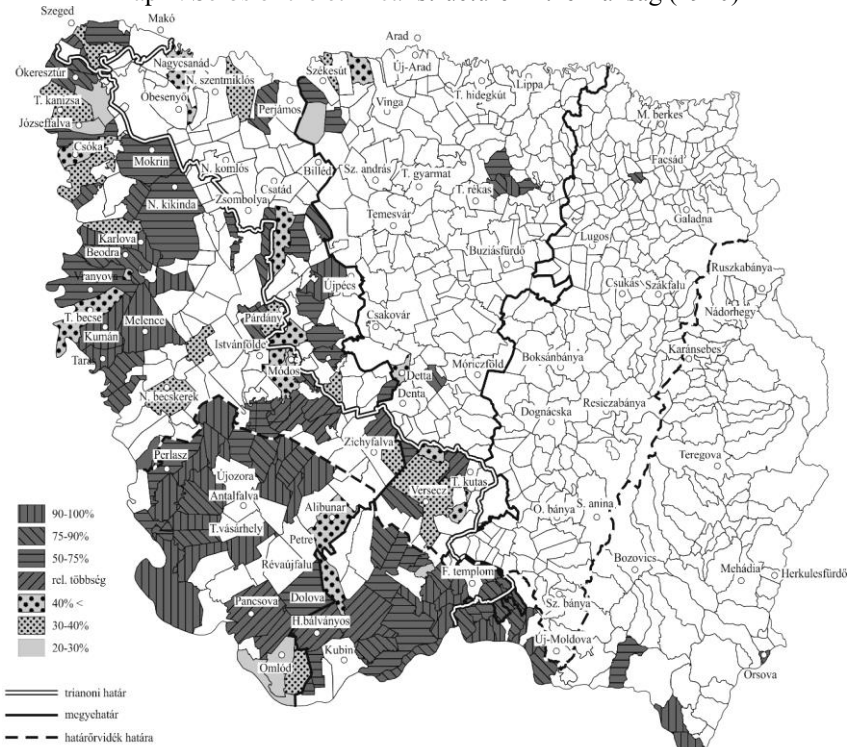 Szeged
Makó
Arad
Ókeresztúr
Nagycsanád
N. szentmiklós
Székesút
Új-Arad
T. hidegkút
Lippa
T. kanizsa
Óbesenyő
Perjámos
Vinga
M. berkes
Józseffalva
Csóka
Mokrin
N. komlós
Billéd
Sz. andrás
T. gyarmat
T. rékas
Facsád
N. kikinda
Zsombolya
Csatád
Temesvár
Galadna
Karlova
Beodra
Lugos
Buziásfürdő
Vranyova
Újpécs
Csukás
Szákfalu
Ruszkabánya
T. becse
Melence
Párdány
Csakovár
Nádorhegy
Kumán
Istvánfölde
Karánsebes
Módos
Móriczföld
Boksánbánya
Detta
Denta
N. becskerek
Dognácska
Resiczabánya
Zichyfalva
Teregova
Perlasz
Újozora
Versecz
T. kutas
Antalfalva
Alibunar
O. bánya
S. anina
T.vásárhely
Petre
Révaújfalu
Bozovics
Mehádia
Herkulesfürdő
F. templom
Dolova
Sz. bánya
Pancsova
H.bálványos
Új-Moldova
Omlód
Kubin
Orsova
90-100%
75-90%
50-75%
rel. többség
40% <
30-40%
20-30%
trianoni határ
megyehatár
határőrvidék határa